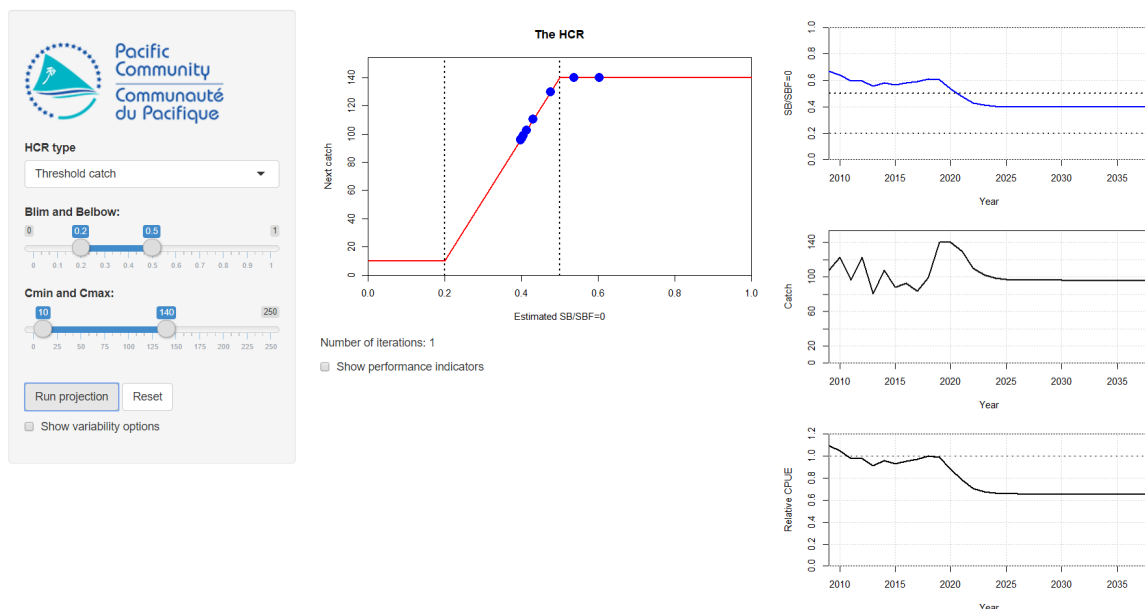 Pacific
Community
Communauté
du Pacifique
HCR type
Threshold catch
Blim and Belbow:
0 0.2 0.5 1
0 0.1 0.2 0.3 0.4 0.5 0.6 0.7 0.8 0.9 1
Cmin and Cmax:
10 140 250
0 25 50 75 100 125 150 175 200 225 250
Run projection Reset
Show variability options
The HCR
Next catch
140
120
100
80
60
40
20
0
0.0 0.2 0.4 0.6 0.8 1.0
Estimated SB/SBF=0
Number of iterations: 1
Show performance indicators
SB/SBF=0
1.0
0.8
0.6
0.4
0.2
0.0
2010 2015 2020 2025 2030 2035
Year
Catch
140
100
80
60
40
20
0
2010 2015 2020 2025 2030 2035
Year
Relative CPUE
1.2
1.0
0.8
0.6
0.4
0.2
0.0
2010 2015 2020 2025 2030 2035
Year